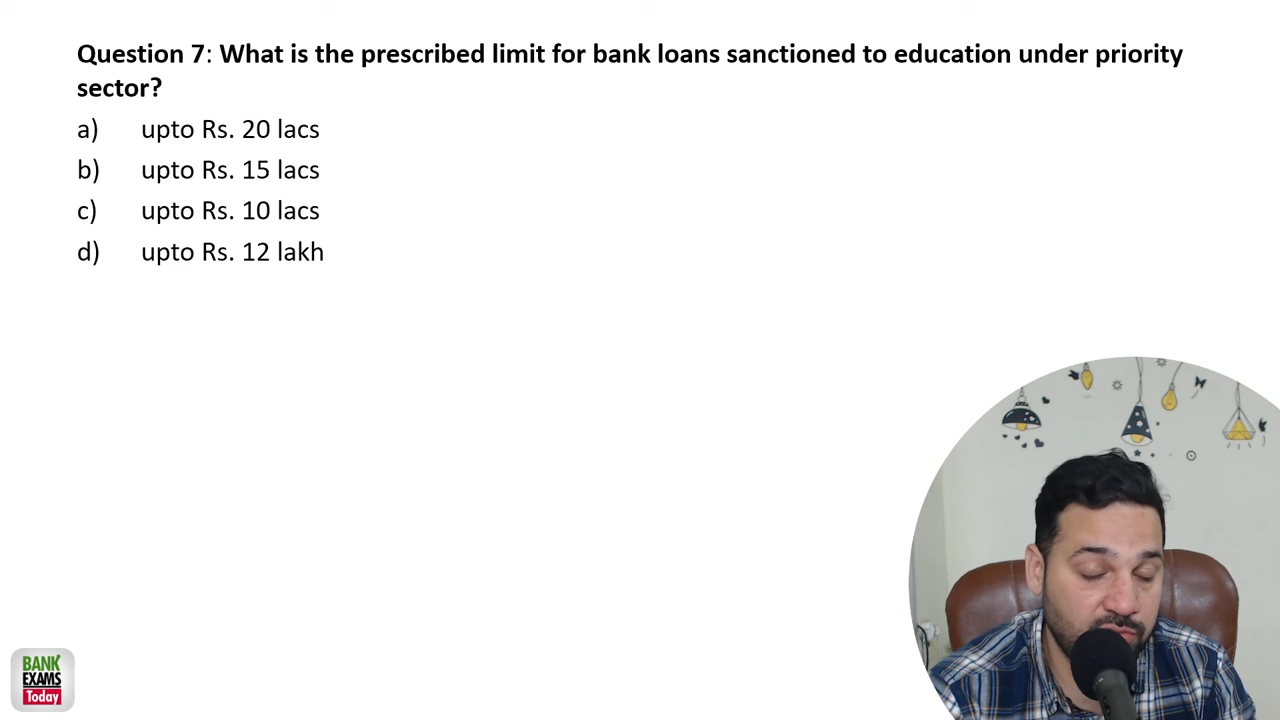 Question 7: What is the prescribed limit for bank loans sanctioned to education under priority
sector?
a) upto Rs. 20 lacs
b) upto Rs. 15 lacs
c) upto Rs. 10 lacs
d) upto Rs. 12 lakh
BANK
EXAMS
Today